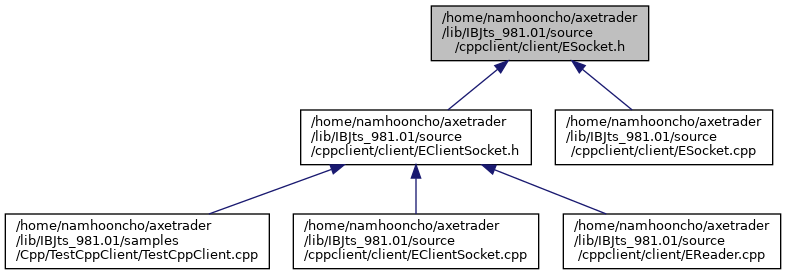 /home/namhooncho/axetrader
/lib/IBJts_981.01/source
/cppclient/client/ESocket.h
/home/namhooncho/axetrader
/lib/IBJts_981.01/source
/cppclient/client/EClientSocket.h
/home/namhooncho/axetrader
/lib/IBJts_981.01/source
/cppclient/client/ESocket.cpp
/home/namhooncho/axetrader
/lib/IBJts_981.01/samples
/Cpp/TestCppClient/TestCppClient.cpp
/home/namhooncho/axetrader
/lib/IBJts_981.01/source
/cppclient/client/EClientSocket.cpp
/home/namhooncho/axetrader
/lib/IBJts_981.01/source
/cppclient/client/EReader.cpp